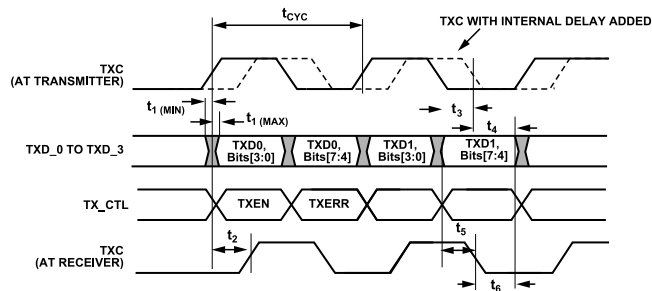 tCYC
TXC WITH INTERNAL DELAY ADDED
TXC
(AT TRANSMITTER)
t1 (MIN)
t1 (MAX)
t3
t4
TXD_0 TO TXD_3
TXD0,
Bits[3:0]
TXD0,
Bits[7:4]
TXD1,
Bits[3:0]
TXD1,
Bits[7:4]
TX_CTL
TXEN
TXERR
t2
t5
TXC
(AT RECEIVER)
t6